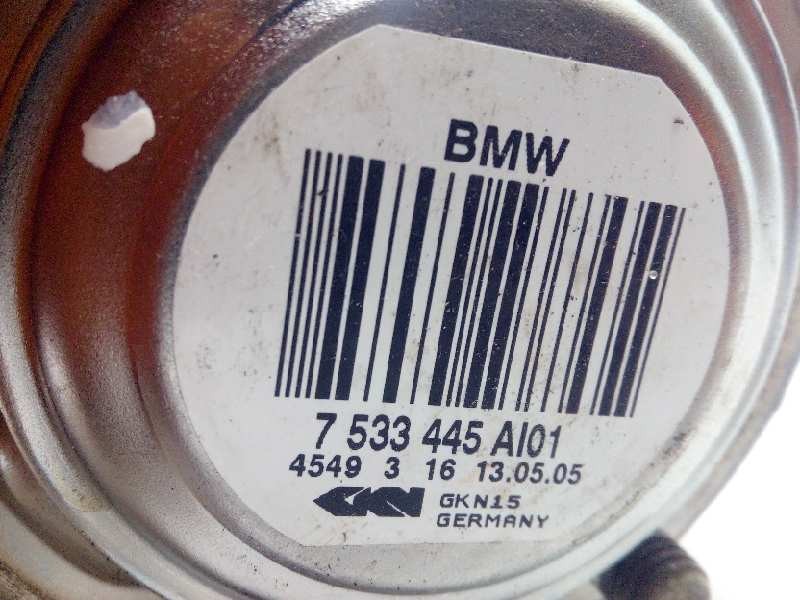 BMW
7 533 445 AI01
4549 3 16 13.05.05
GKN GKN15
GERMANY